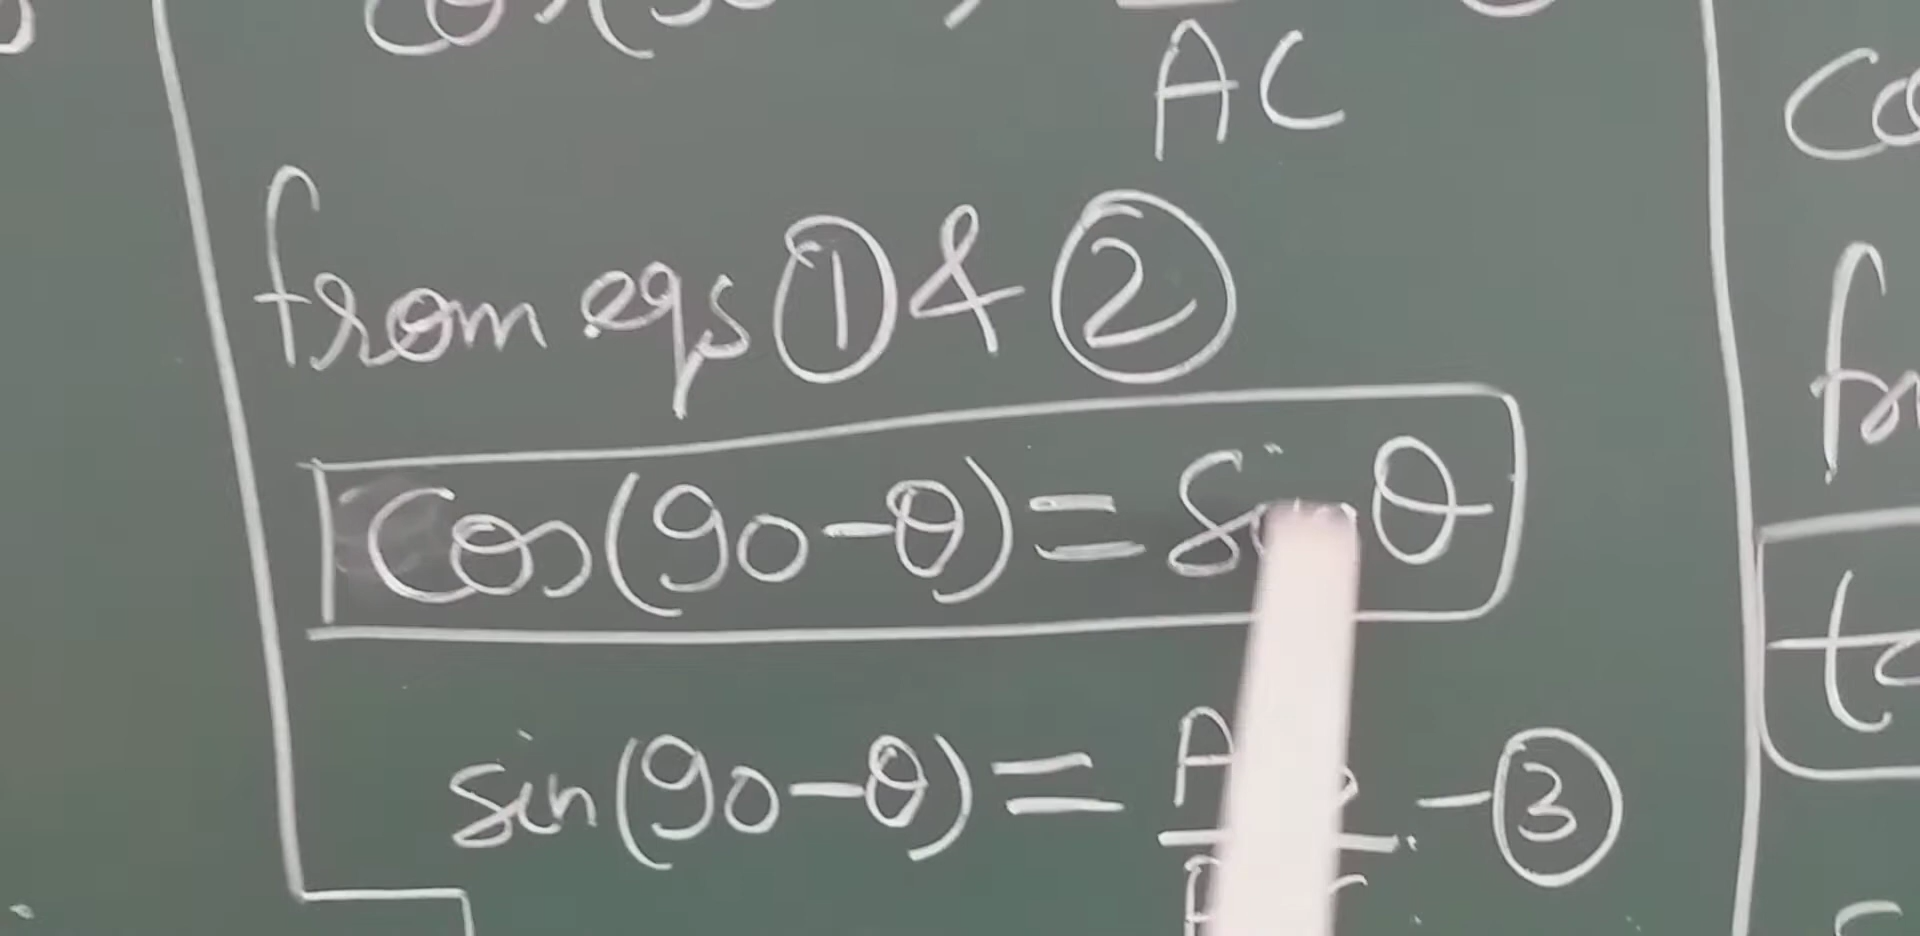 AC
from eqs ① & ②
Cos(90-θ) = Sin θ
sin(90-θ) = - ③